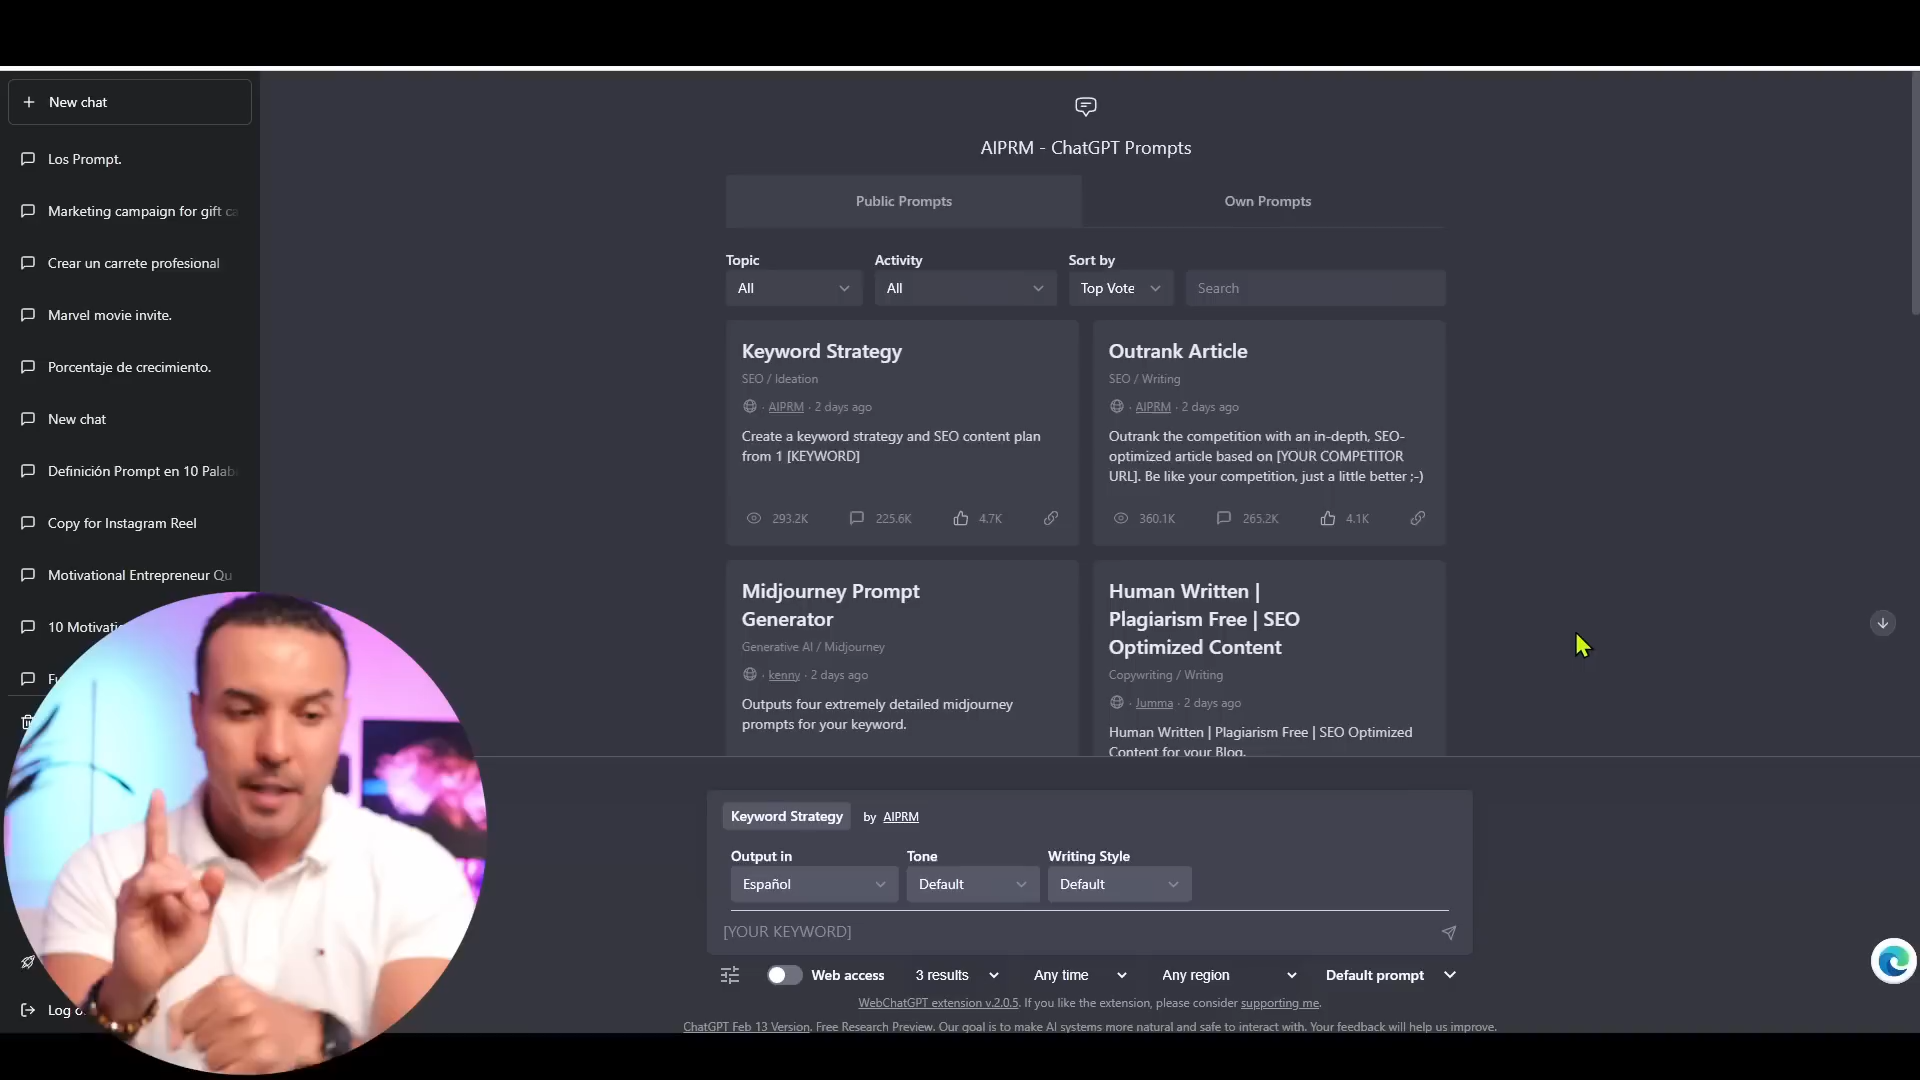 New chat
Los Prompt.
Marketing campaign for gift ca
Crear un carrete profesional
Marvel movie invite.
Porcentaje de crecimiento.
New chat
Definición Prompt en 10 Palab
Copy for Instagram Reel
Motivational Entrepreneur Qu
10 Motivati
Log o
AIPRM - ChatGPT Prompts
Public Prompts
Own Prompts
Topic
Activity
Sort by
All
All
Top Vote
Search
Keyword Strategy
SEO / Ideation
· AIPRM · 2 days ago
Create a keyword strategy and SEO content plan
from 1 [KEYWORD]
293.2K
225.6K
4.7K
Outrank Article
SEO / Writing
· AIPRM · 2 days ago
Outrank the competition with an in-depth, SEO-
optimized article based on [YOUR COMPETITOR
URL]. Be like your competition, just a little better ;-)
360.1K
265.2K
4.1K
Midjourney Prompt
Generator
Generative AI / Midjourney
· kenny · 2 days ago
Outputs four extremely detailed midjourney
prompts for your keyword.
Human Written |
Plagiarism Free | SEO
Optimized Content
Copywriting / Writing
· Jumma · 2 days ago
Human Written | Plagiarism Free | SEO Optimized
Content for your Blog.
Keyword Strategy by AIPRM
Output in
Tone
Writing Style
Español
Default
Default
[YOUR KEYWORD]
Web access
3 results
Any time
Any region
Default prompt
WebChatGPT extension v.2.0.5. If you like the extension, please consider supporting me.
ChatGPT Feb 13 Version. Free Research Preview. Our goal is to make AI systems more natural and safe to interact with. Your feedback will help us improve.